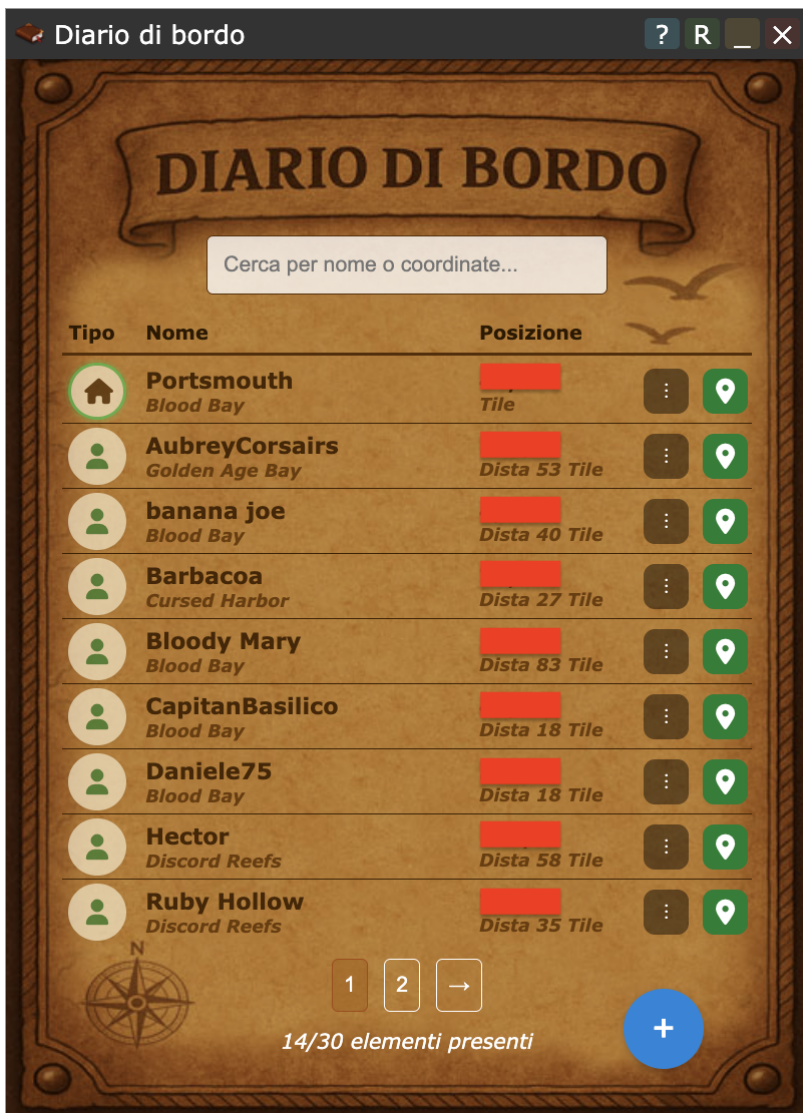 Diario di bordo ? R _ ×
DIARIO DI BORDO
Cerca per nome o coordinate...
Tipo Nome Posizione
Portsmouth
Blood Bay Tile
AubreyCorsairs
Golden Age Bay Dista 53 Tile
banana joe
Blood Bay Dista 40 Tile
Barbacoa
Cursed Harbor Dista 27 Tile
Bloody Mary
Blood Bay Dista 83 Tile
CapitanBasilico
Blood Bay Dista 18 Tile
Daniele75
Blood Bay Dista 18 Tile
Hector
Discord Reefs Dista 58 Tile
Ruby Hollow
Discord Reefs Dista 35 Tile
N
1 2 →
14/30 elementi presenti
+